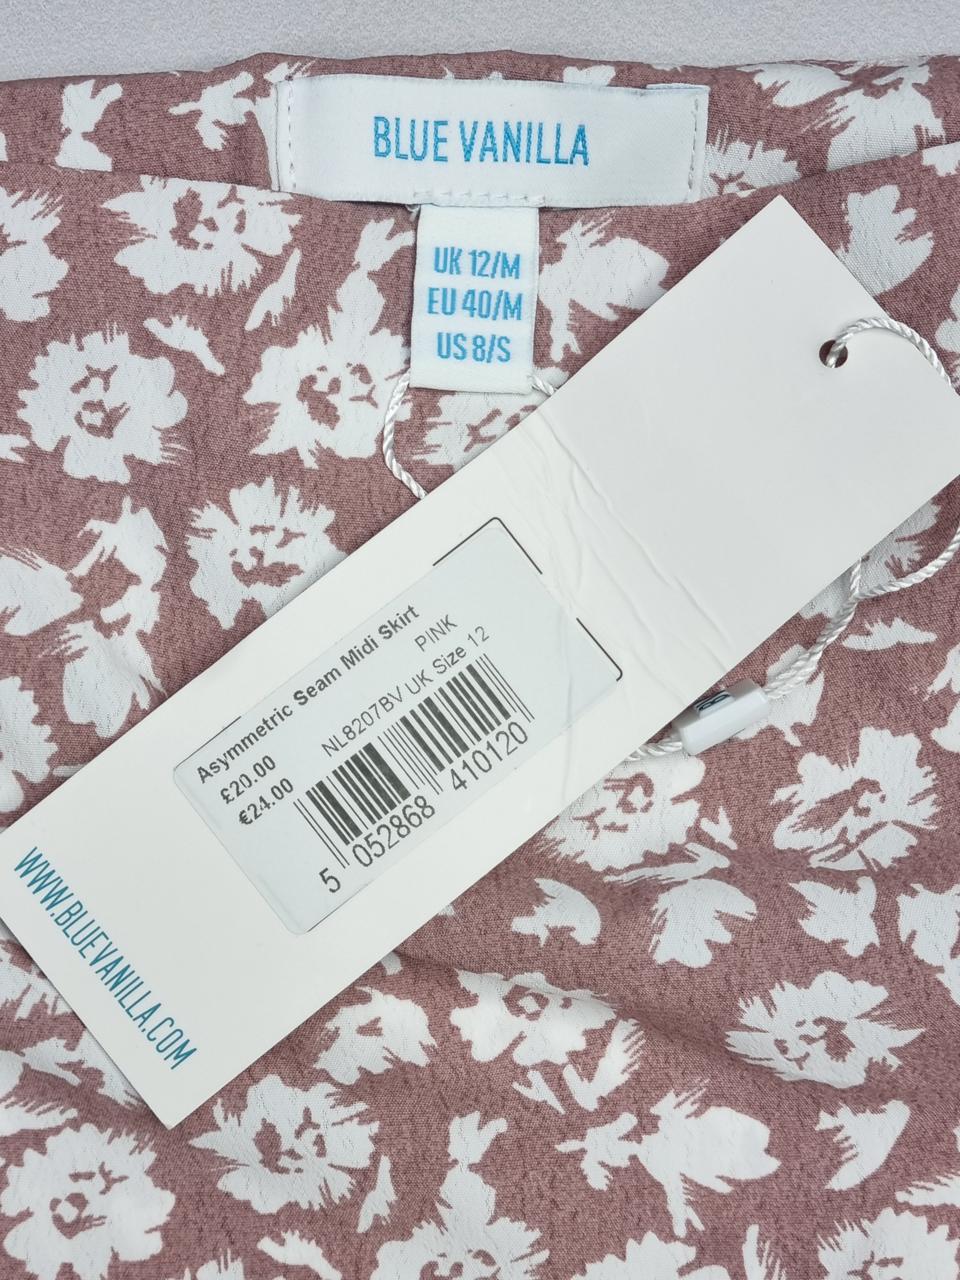 BLUE VANILLA
UK 12/M
EU 40/M
US 8/S
Asymmetric Seam Midi Skirt
£20.00 PINK
€24.00 NL8207BV UK Size 12
5 052868 410120
WWW.BLUEVANILLA.COM